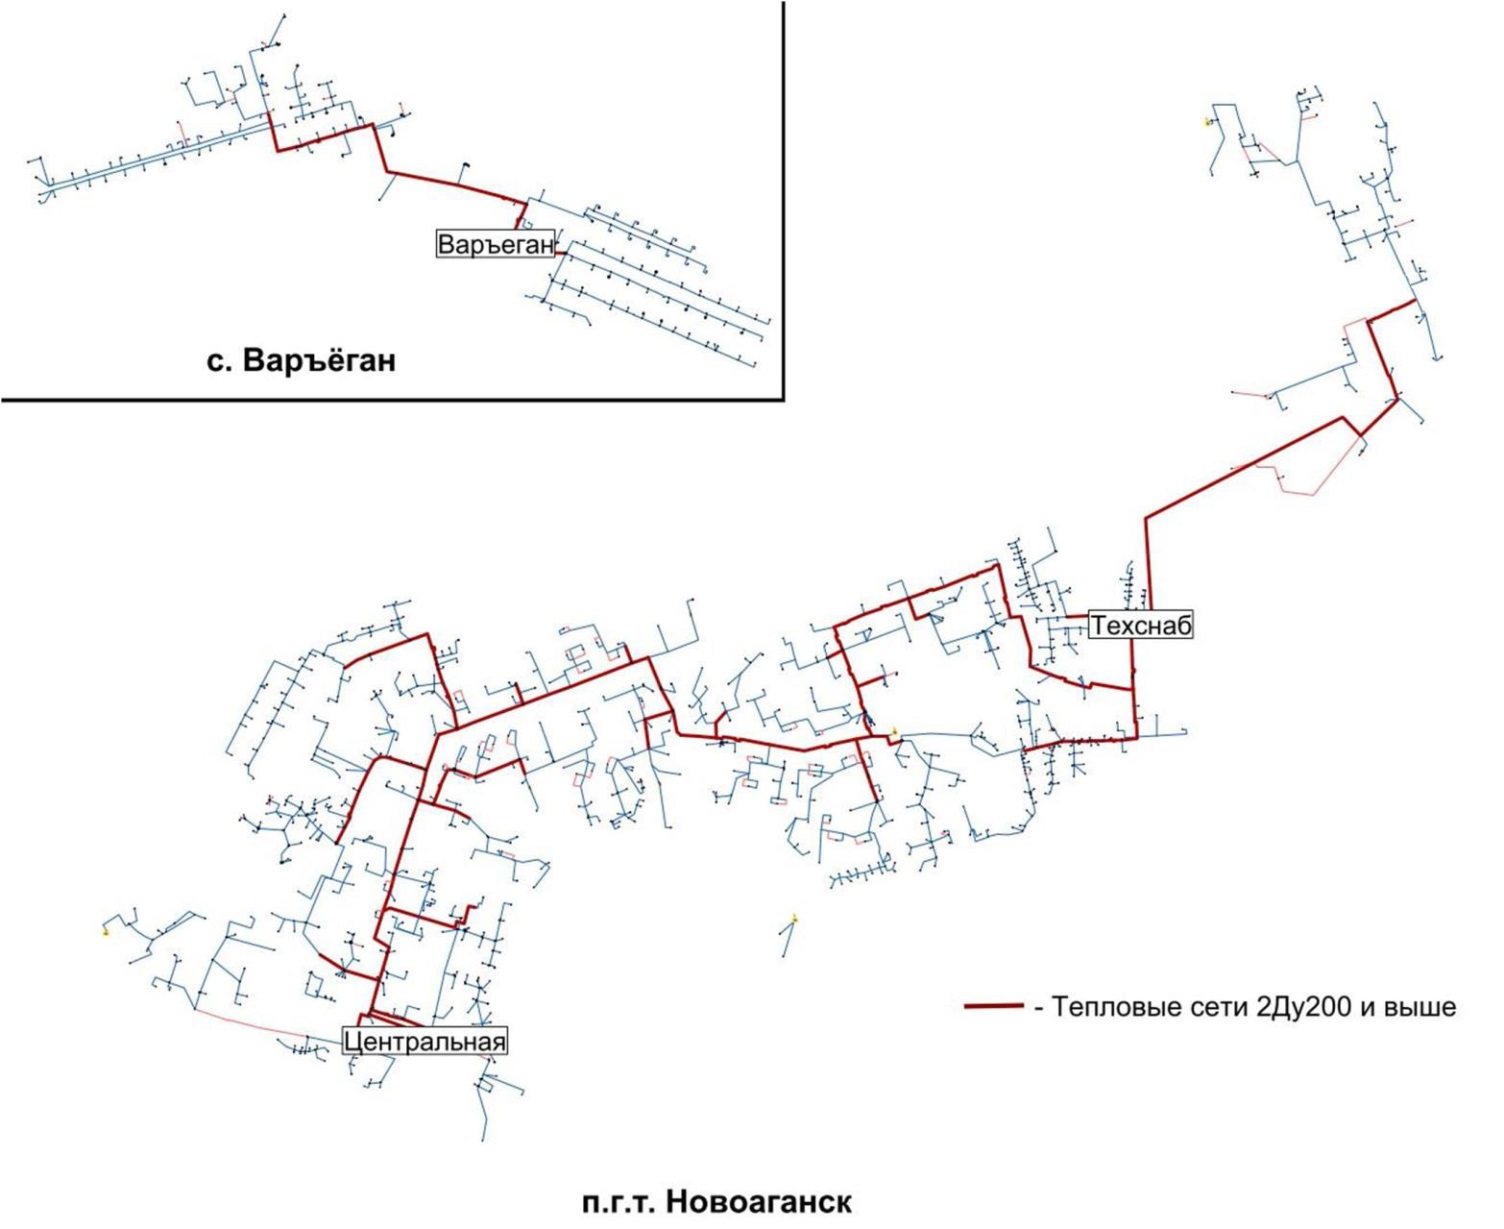 Варъеган
с. Варъёган
Техснаб
- Тепловые сети 2Ду200 и выше
Центральная
п.г.т. Новоаганск